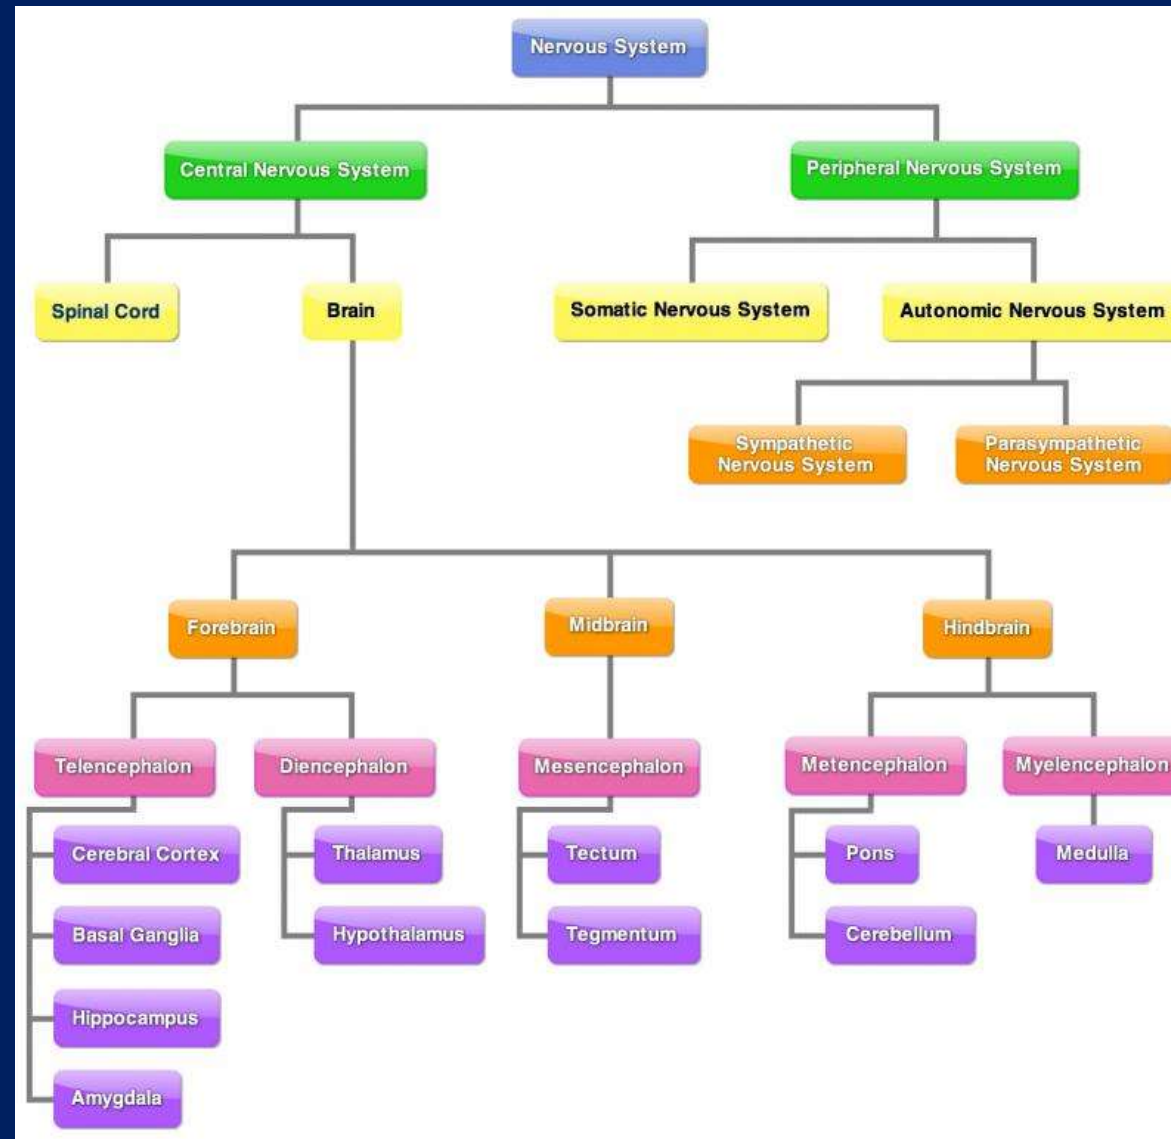 Nervous System
Central Nervous System
Peripheral Nervous System
Spinal Cord
Brain
Somatic Nervous System
Autonomic Nervous System
Sympathetic
Nervous System
Parasympathetic
Nervous System
Forebrain
Midbrain
Hindbrain
Telencephalon
Diencephalon
Mesencephalon
Metencephalon
Myelencephalon
Cerebral Cortex
Thalamus
Tectum
Pons
Medulla
Basal Ganglia
Hypothalamus
Tegmentum
Cerebellum
Hippocampus
Amygdala